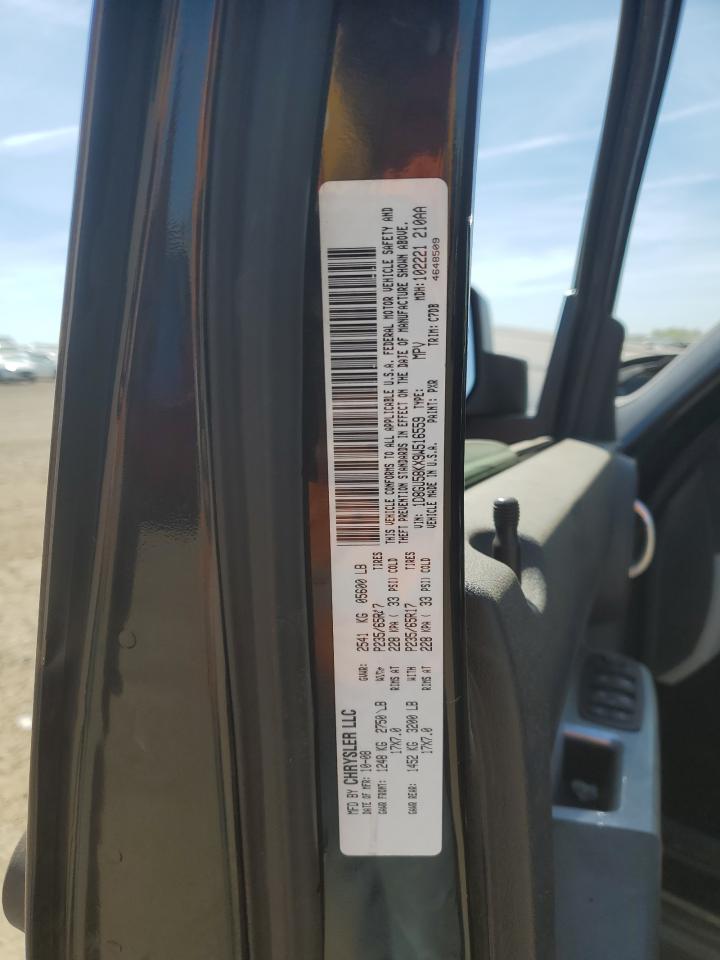 MFD BY CHRYSLER LLC
DATE OF MFR: 10-08 GVWR: 2541 KG 05600 LB
GAWR FRONT: 1248 KG 2750 LB WITH P235/65R17 TIRES
17X7.0 RIMS AT 228 KPA ( 33 PSI) COLD
GAWR REAR: 1452 KG 3200 LB WITH P235/65R17 TIRES
17X7.0 RIMS AT 228 KPA ( 33 PSI) COLD
THIS VEHICLE CONFORMS TO ALL APPLICABLE U.S.A. FEDERAL MOTOR VEHICLE SAFETY AND
THEFT PREVENTION STANDARDS IN EFFECT ON THE DATE OF MANUFACTURE SHOWN ABOVE.
VIN: 1D8GU58KX9W516559 TYPE: MPV MDH: 102221 210AA
VEHICLE MADE IN U.S.A. PAINT: PXR TRIM: C7DB 4648509